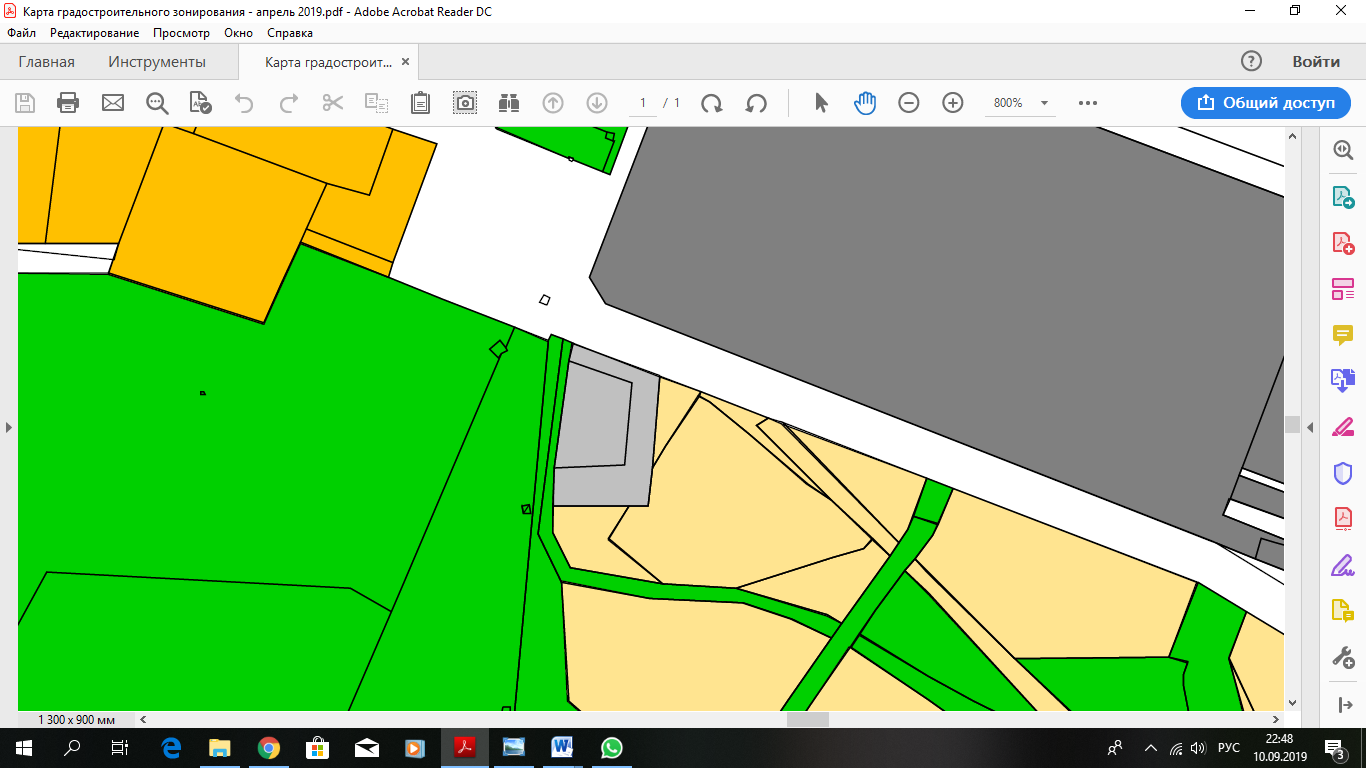 Карта градостроительного зонирования - апрель 2019.pdf - Adobe Acrobat Reader DC
Файл Редактирование Просмотр Окно Справка
Главная Инструменты Карта градостроит... × Войти
1 / 1 800% Общий доступ
1 300 x 900 мм
РУС 22:48
10.09.2019 3